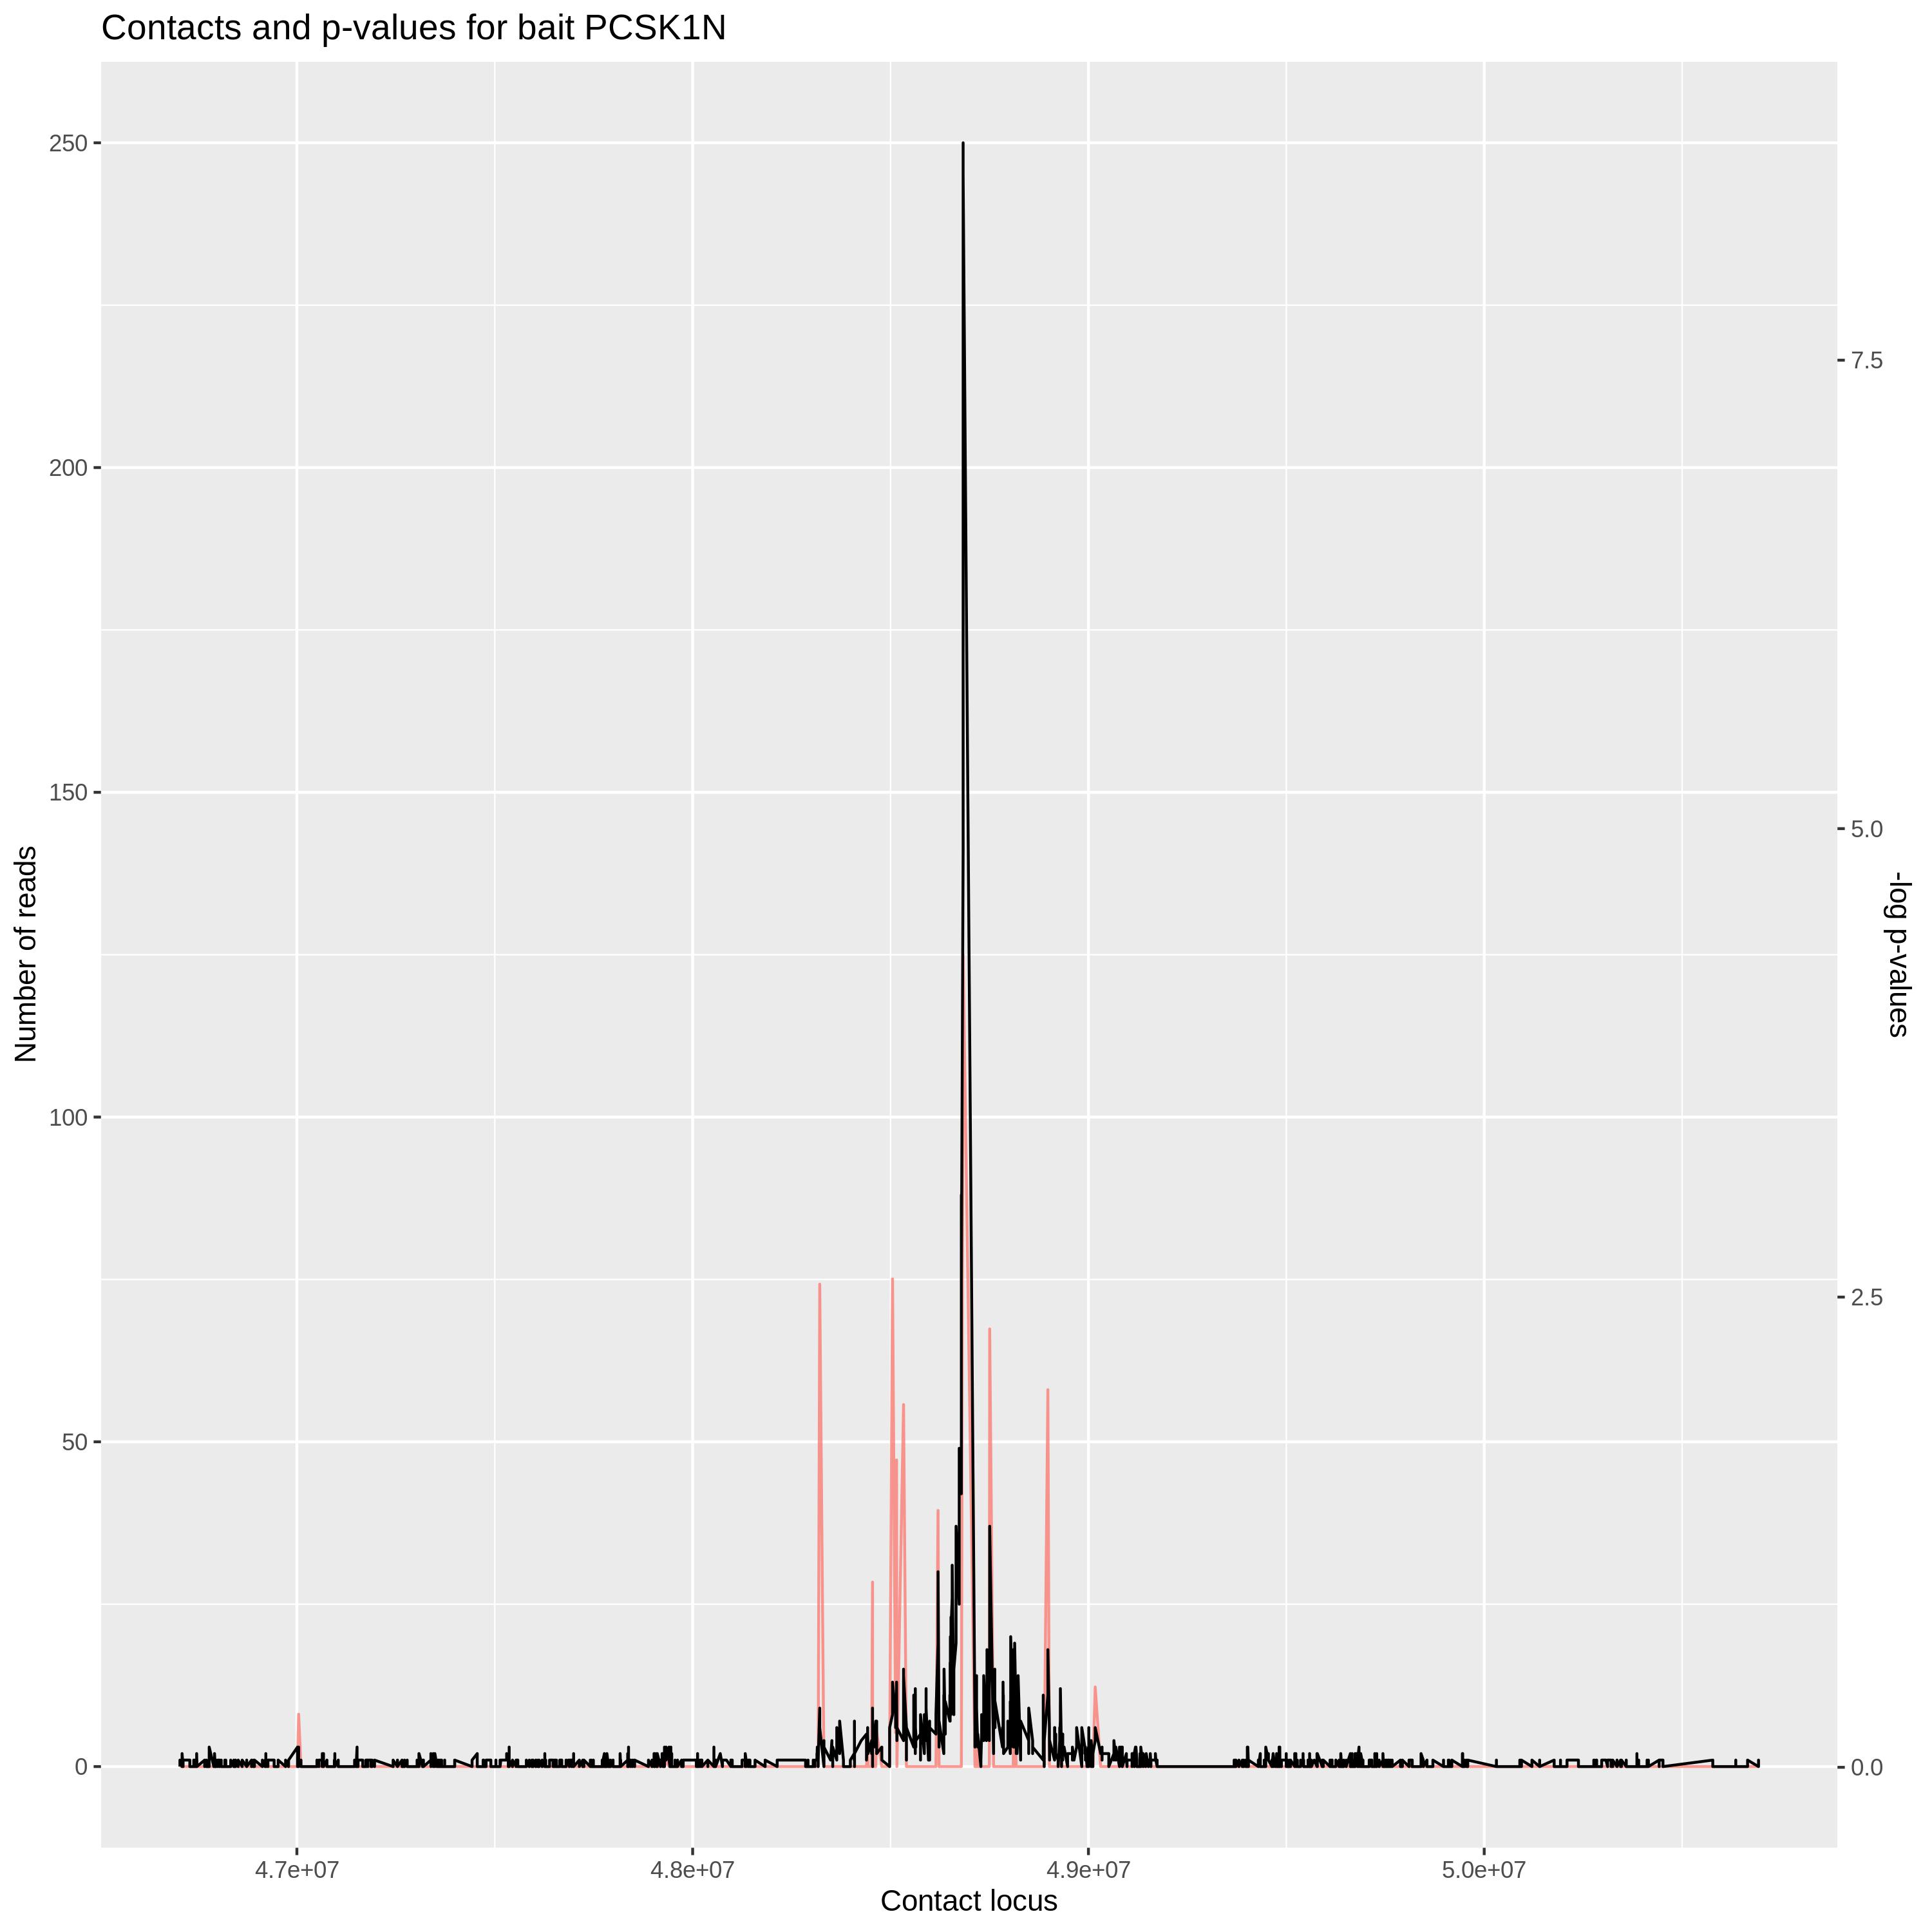 Contacts and p-values for bait PCSK1N
250
200
150
100
50
0
Number of reads
7.5
5.0
2.5
0.0
-log p-values
4.7e+07 4.8e+07 4.9e+07 5.0e+07
Contact locus